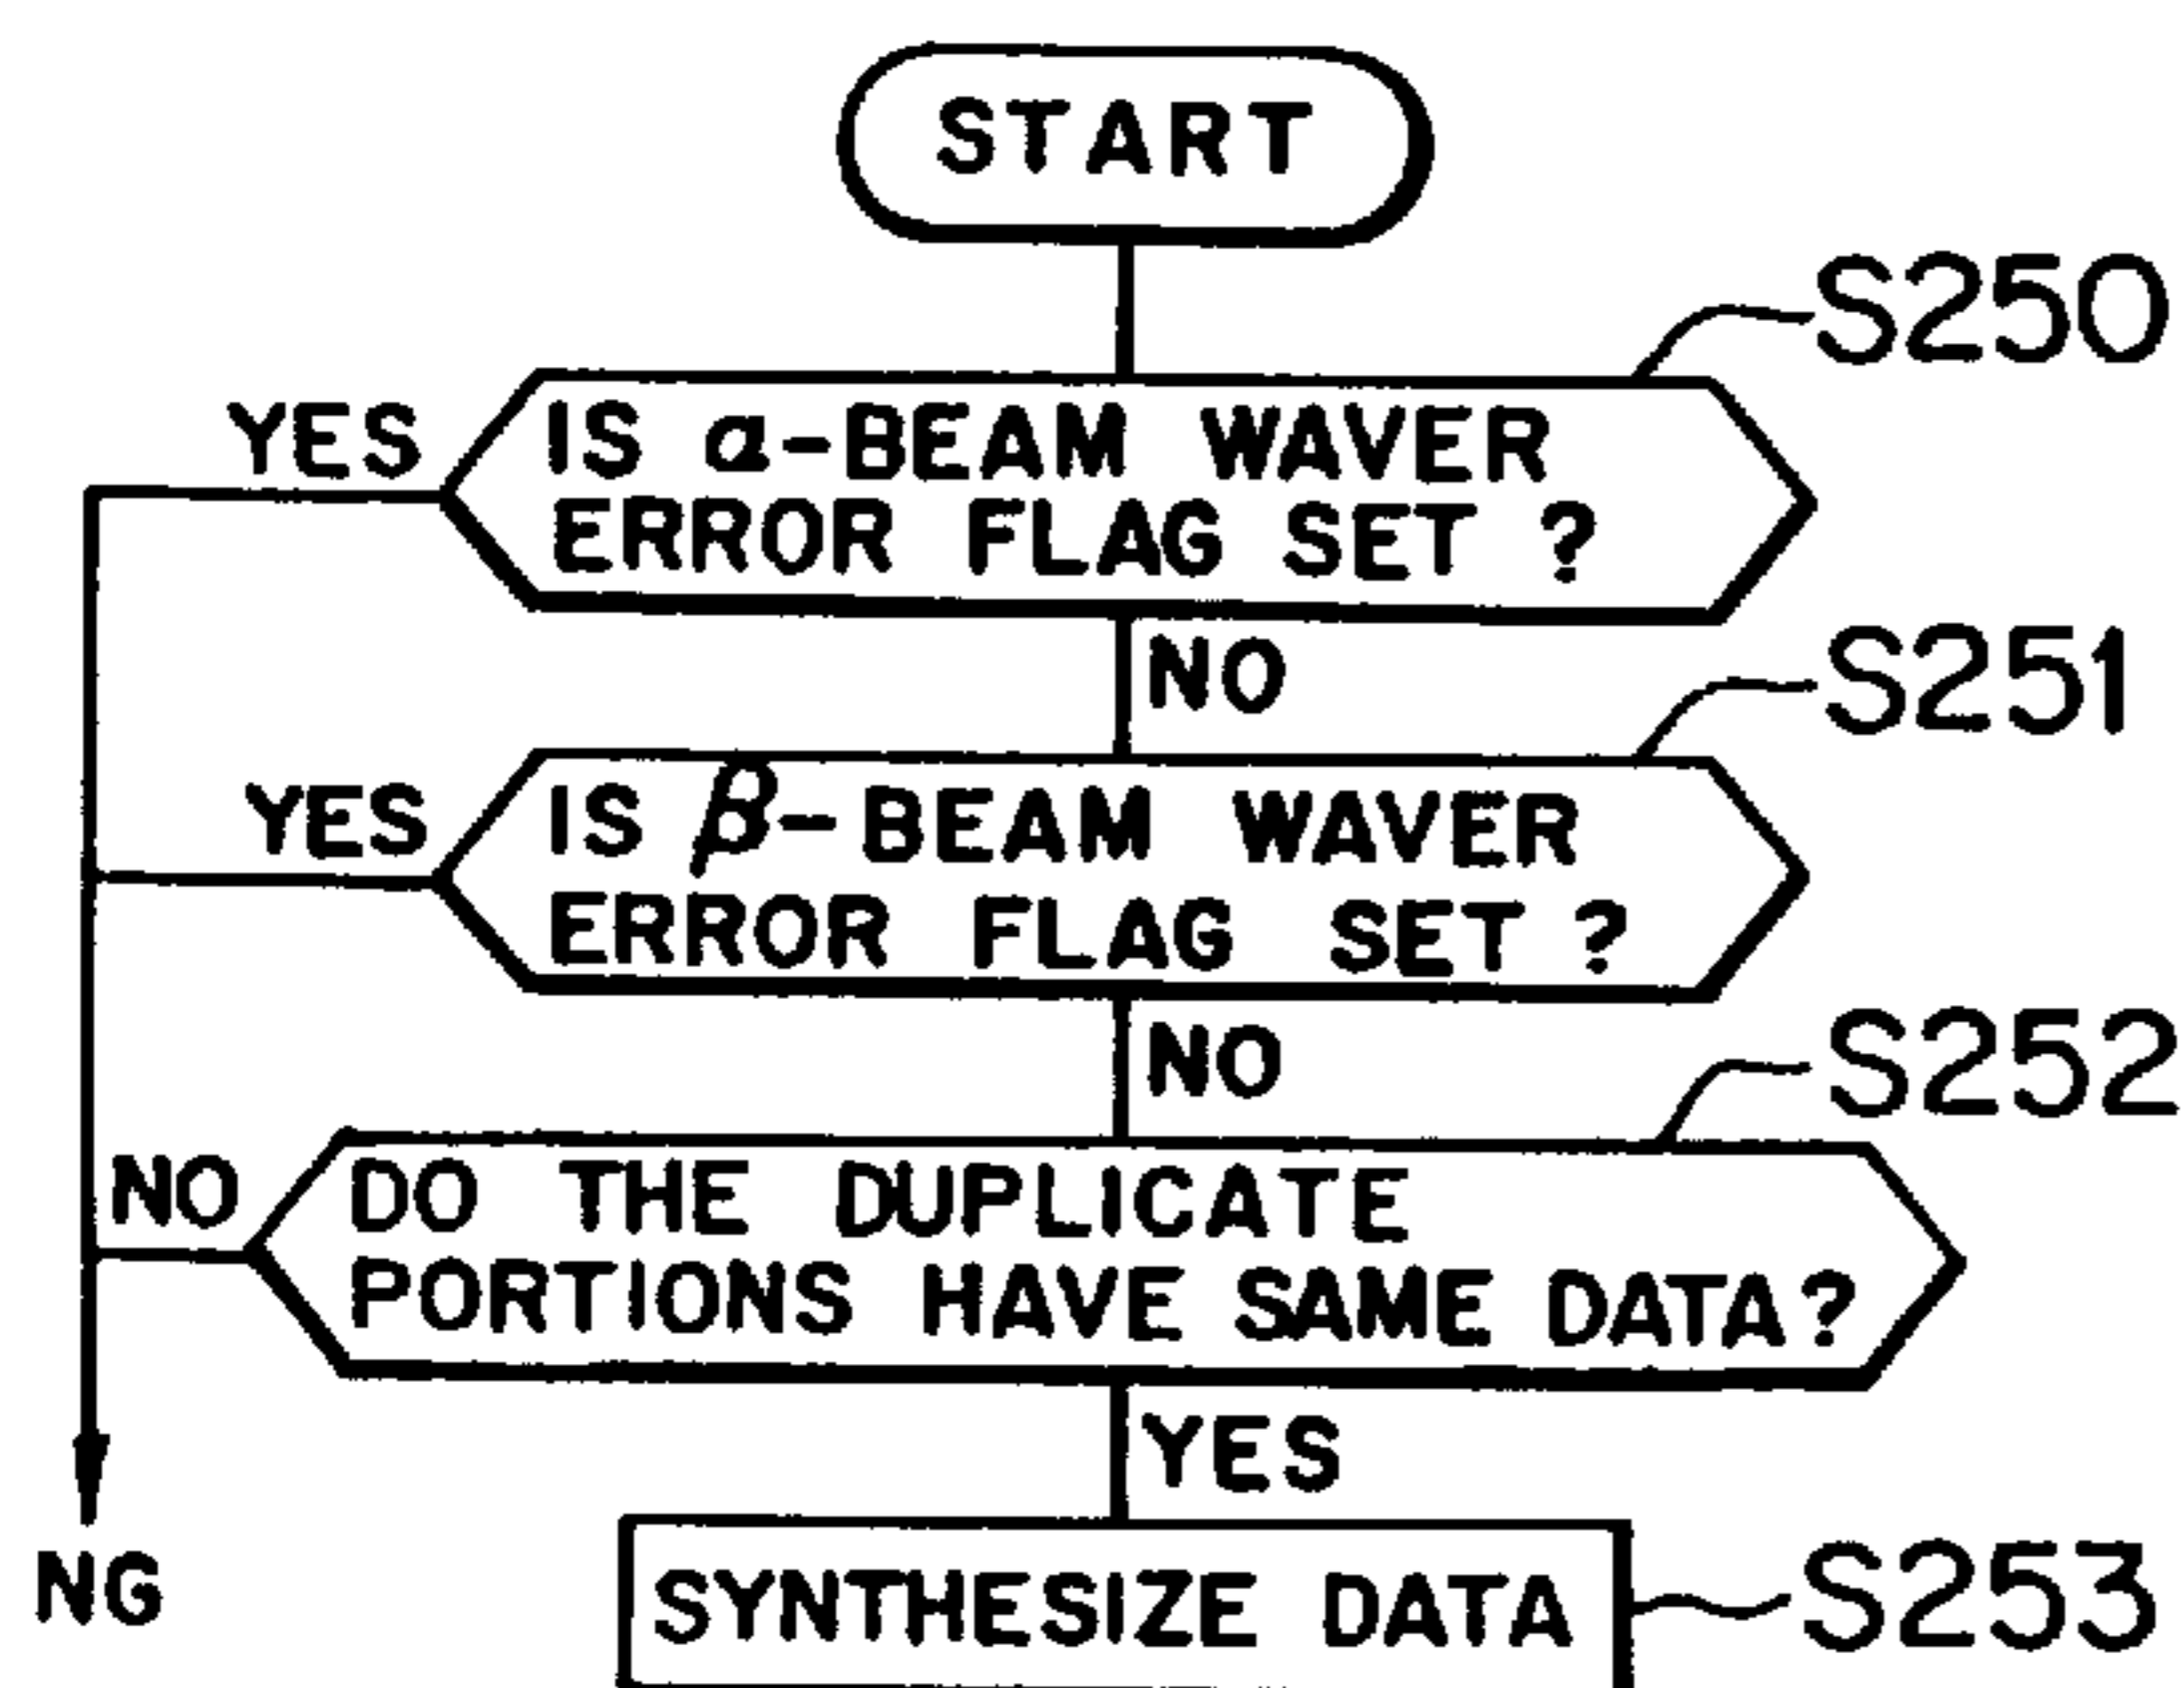 START
S250
YES
IS α-BEAM WAVER
ERROR FLAG SET ?
NO
S251
YES
IS β-BEAM WAVER
ERROR FLAG SET ?
NO
S252
NO
DO THE DUPLICATE
PORTIONS HAVE SAME DATA?
YES
NG
SYNTHESIZE DATA
S253